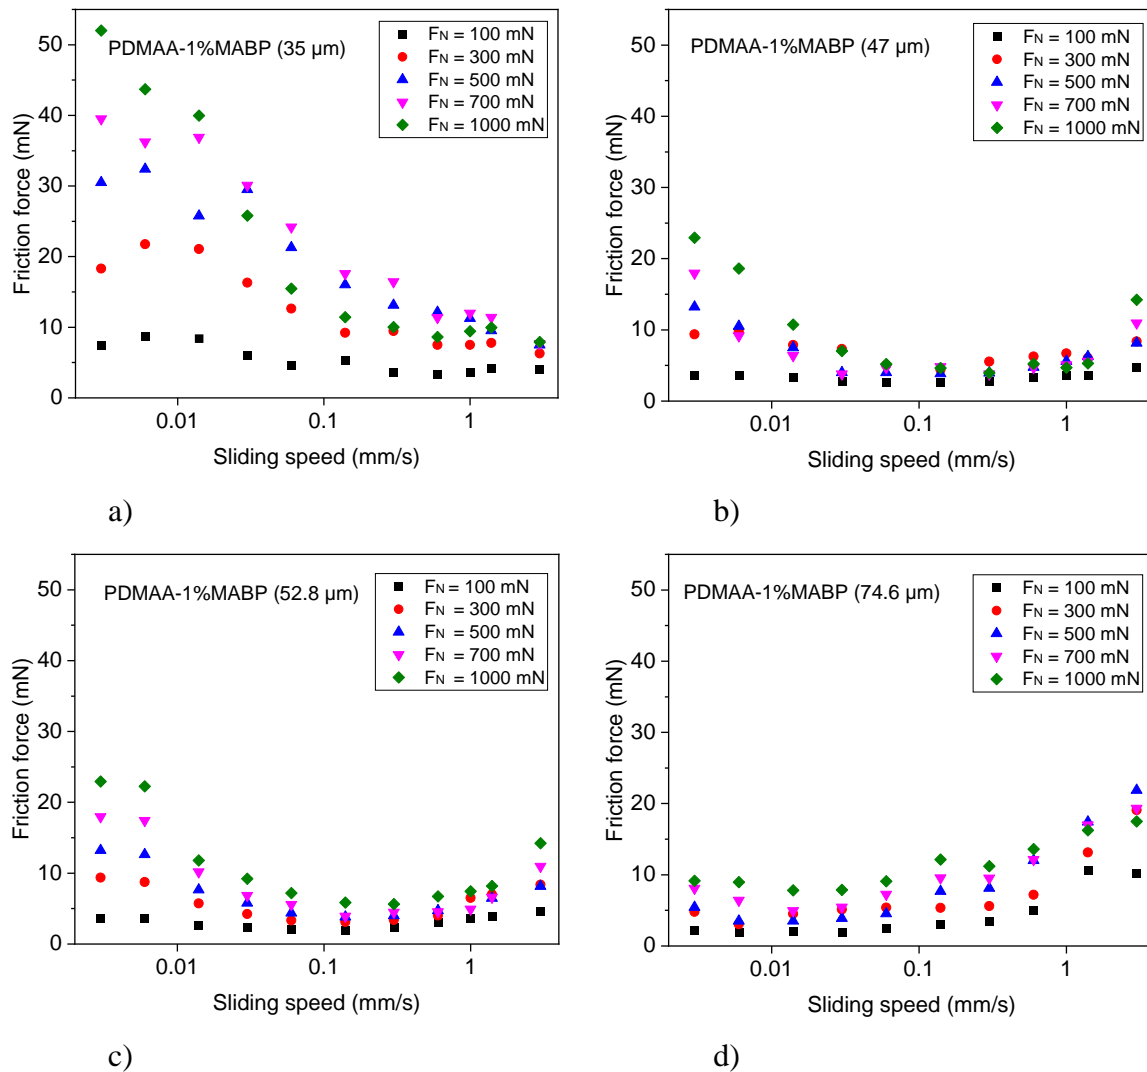 PDMAA-1%MABP (35 µm)
FN = 100 mN
FN = 300 mN
FN = 500 mN
FN = 700 mN
FN = 1000 mN
50
40
30
20
10
0
Friction force (mN)
0.01
0.1
1
Sliding speed (mm/s)
a)
PDMAA-1%MABP (47 µm)
FN = 100 mN
FN = 300 mN
FN = 500 mN
FN = 700 mN
FN = 1000 mN
50
40
30
20
10
0
Friction force (mN)
0.01
0.1
1
Sliding speed (mm/s)
b)
PDMAA-1%MABP (52.8 µm)
FN = 100 mN
FN = 300 mN
FN = 500 mN
FN = 700 mN
FN = 1000 mN
50
40
30
20
10
0
Friction force (mN)
0.01
0.1
1
Sliding speed (mm/s)
c)
PDMAA-1%MABP (74.6 µm)
FN = 100 mN
FN = 300 mN
FN = 500 mN
FN = 700 mN
FN = 1000 mN
50
40
30
20
10
0
Friction force (mN)
0.01
0.1
1
Sliding speed (mm/s)
d)